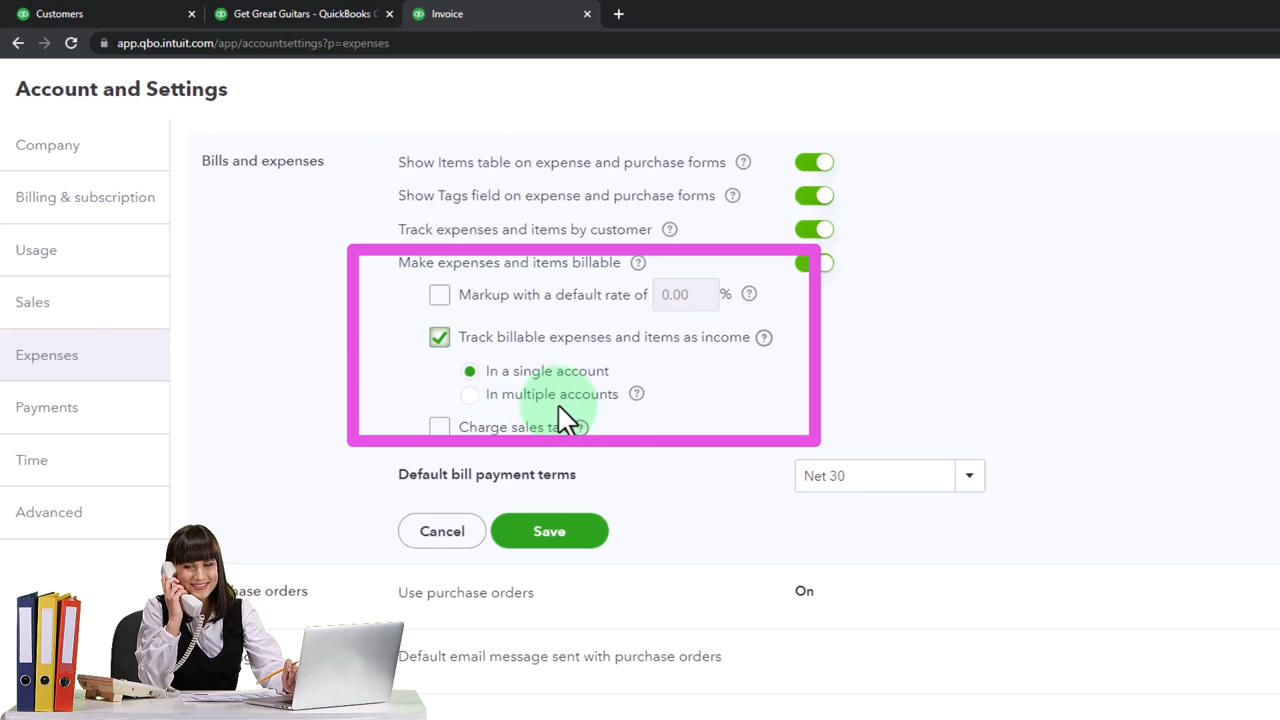 Customers
Get Great Guitars - QuickBooks C
Invoice
app.qbo.intuit.com/app/accountsettings?p=expenses
Account and Settings
Company
Billing & subscription
Usage
Sales
Expenses
Payments
Time
Advanced
Bills and expenses
Show Items table on expense and purchase forms
Show Tags field on expense and purchase forms
Track expenses and items by customer
Make expenses and items billable
Markup with a default rate of 0.00 %
Track billable expenses and items as income
In a single account
In multiple accounts
Charge sales
Default bill payment terms Net 30
Cancel Save
orders Use purchase orders On
Default email message sent with purchase orders